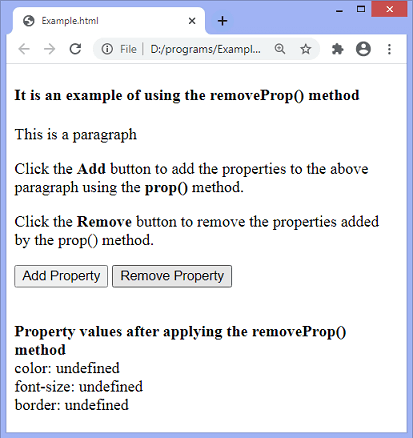 Example.html
File | D:/programs/Exampl...
It is an example of using the removeProp() method
This is a paragraph
Click the Add button to add the properties to the above
paragraph using the prop() method.
Click the Remove button to remove the properties added
by the prop() method.
Add Property Remove Property
Property values after applying the removeProp()
method
color: undefined
font-size: undefined
border: undefined